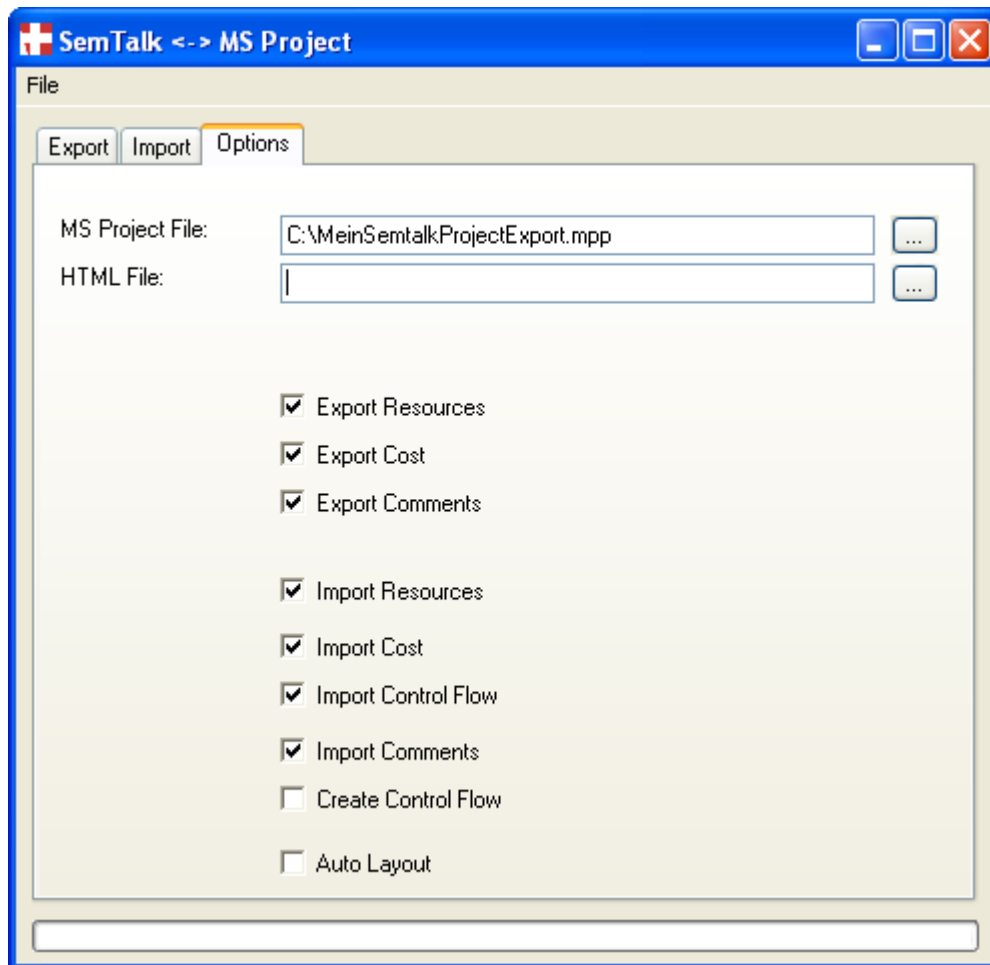 SemTalk <-> MS Project
File
Export Import Options
MS Project File: C:\MeinSemtalkProjectExport.mpp ...
HTML File: ...
Export Resources
Export Cost
Export Comments
Import Resources
Import Cost
Import Control Flow
Import Comments
Create Control Flow
Auto Layout